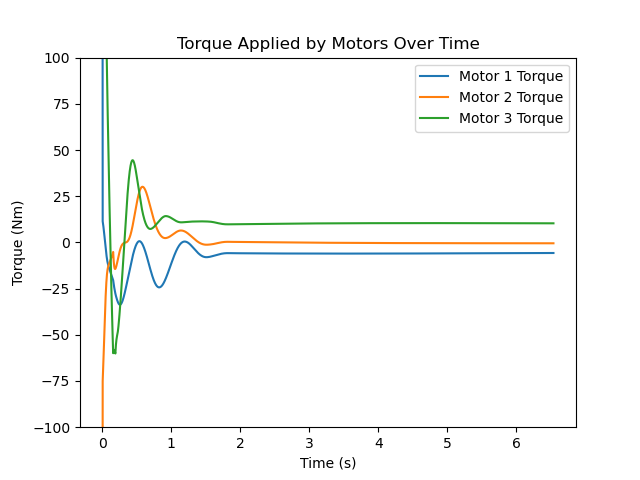 Torque Applied by Motors Over Time
Motor 1 Torque
Motor 2 Torque
Motor 3 Torque
Torque (Nm)
100
75
50
25
0
−25
−50
−75
−100
0 1 2 3 4 5 6
Time (s)